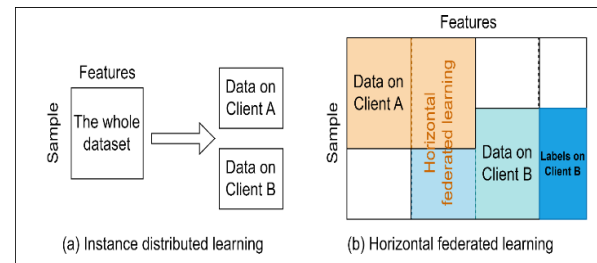 Features
Sample
The whole
dataset
Data on
Client A
Data on
Client B
(a) Instance distributed learning
Features
Sample
Data on
Client A
Horizontal
federated learning
Data on
Client B
Labels on
Client B
(b) Horizontal federated learning